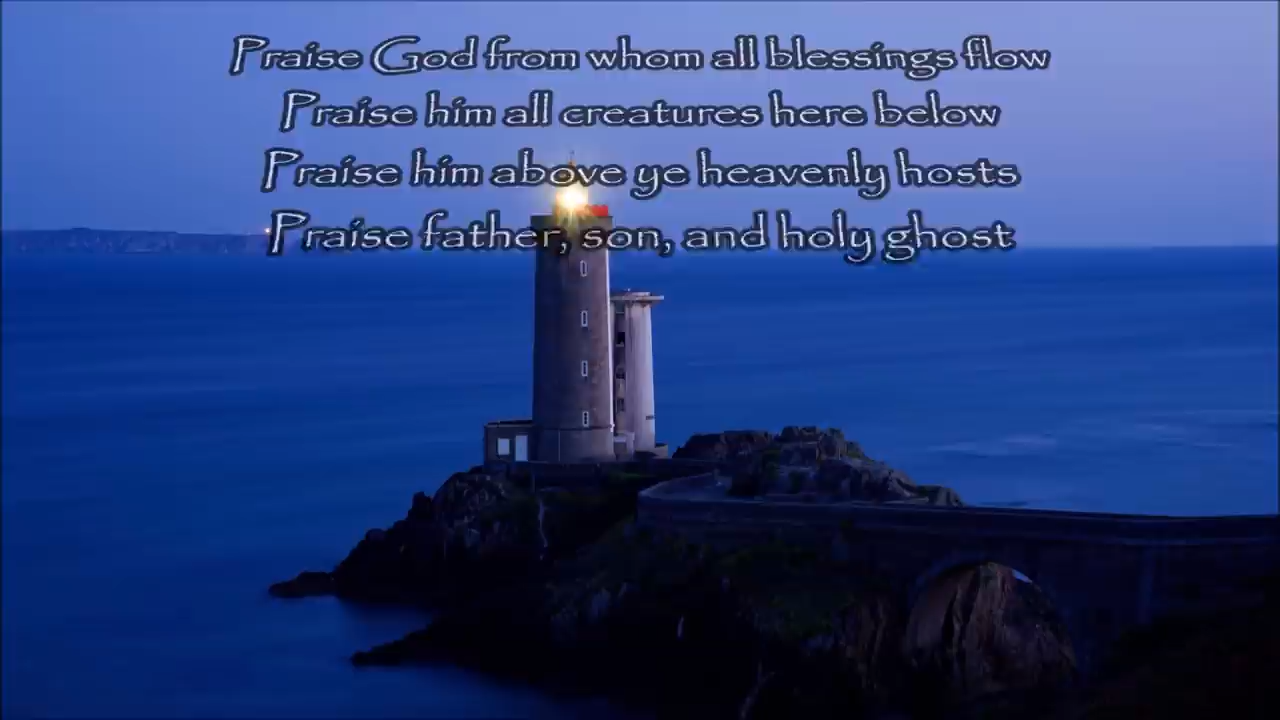 Praise God from whom all blessings flow
Praise him all creatures here below
Praise him above ye heavenly hosts
Praise father, son, and holy ghost